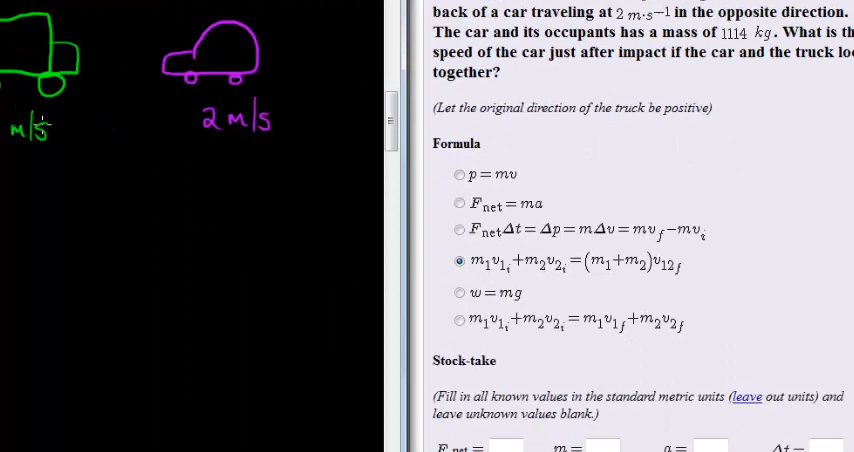 m/s
2 m/s
back of a car traveling at 2 m·s−1 in the opposite direction.
The car and its occupants has a mass of 1114 kg. What is th
speed of the car just after impact if the car and the truck lo
together?
(Let the original direction of the truck be positive)
Formula
p = mv
Fnet = ma
FnetΔt = Δp = mΔv = mvf−mvi
m1v1i+m2v2i = (m1+m2)v12f
w = mg
m1v1i+m2v2i = m1v1f+m2v2f
Stock-take
(Fill in all known values in the standard metric units (leave out units) and
leave unknown values blank.)
F net = m = a = Δt =